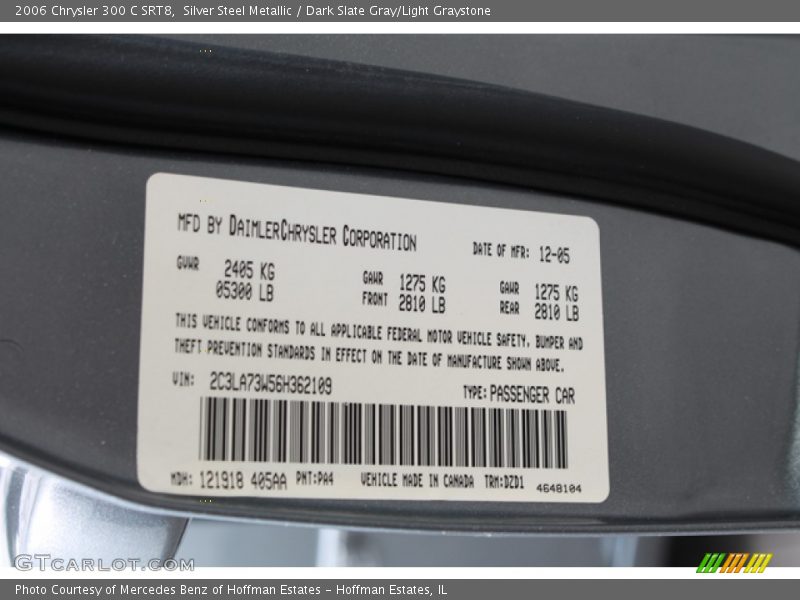 2006 Chrysler 300 C SRT8,  Silver Steel Metallic / Dark Slate Gray/Light Graystone
MFD BY DAIMLERCHRYSLER CORPORATION
DATE OF MFR: 12-05
GVWR 2405 KG
05300 LB
GAWR 1275 KG
FRONT 2810 LB
GAWR 1275 KG
REAR 2810 LB
THIS VEHICLE CONFORMS TO ALL APPLICABLE FEDERAL MOTOR VEHICLE SAFETY, BUMPER AND
THEFT PREVENTION STANDARDS IN EFFECT ON THE DATE OF MANUFACTURE SHOWN ABOVE.
VIN: 2C3LA73W56H362109
TYPE: PASSENGER CAR
MDH: 121918 405AA PNT:PA4 VEHICLE MADE IN CANADA TRM:DZD1
4648104
GTcarlot.com
Photo Courtesy of Mercedes Benz of Hoffman Estates - Hoffman Estates, IL